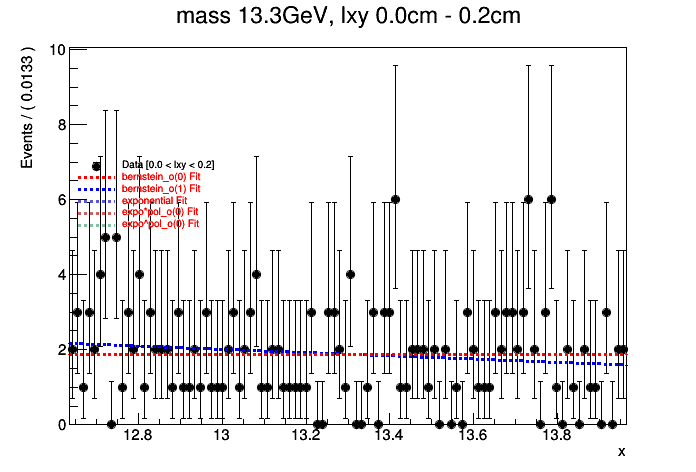 mass 13.3GeV, lxy 0.0cm - 0.2cm
Events / ( 0.0133 )
10
8
6
4
2
0
Data [0.0 < lxy < 0.2]
bernstein_o(0) Fit
bernstein_o(1) Fit
exponential Fit
expo*pol_o(0) Fit
expo^pol_o(0) Fit
12.8 13 13.2 13.4 13.6 13.8
x